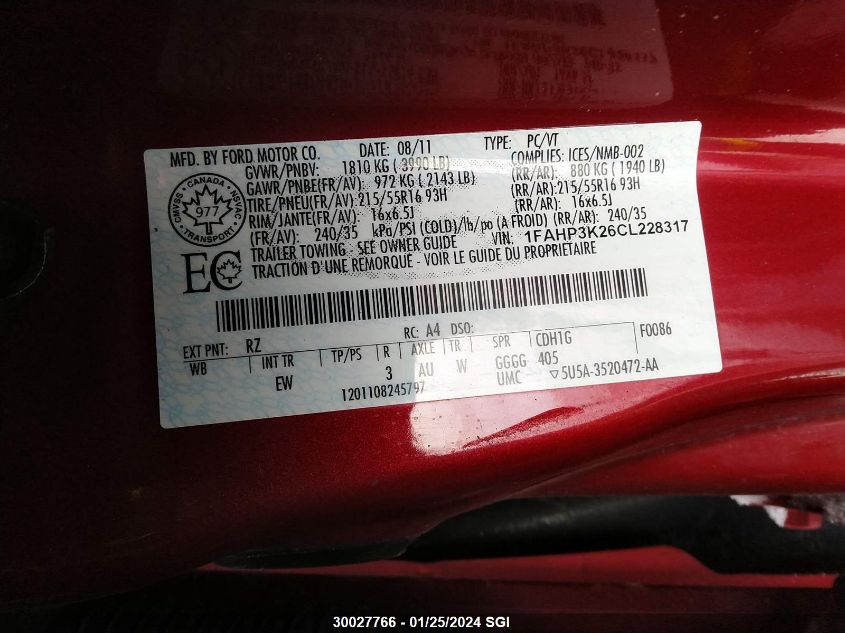 MFD. BY FORD MOTOR CO. DATE: 08/11 TYPE: PC/VT
GVWR/PNBV: 1810 KG ( 3990 LB) COMPLIES: ICES/NMB-002
GAWR/PNBE(FR/AV): 972 KG ( 2143 LB) (RR/AR): 880 KG ( 1940 LB)
TIRE/PNEU(FR/AV): 215/55R16 93H (RR/AR): 215/55R16 93H
RIM/JANTE(FR/AV): 16x6.5J (RR/AR): 16x6.5J
(FR/AV): 240/35 kPa/PSI (COLD)/lb/po (A FROID) (RR/AR): 240/35
TRAILER TOWING - SEE OWNER GUIDE VIN: 1FAHP3K26CL228317
TRACTION D'UNE REMORQUE - VOIR LE GUIDE DU PROPRIETAIRE
CANADA
CMVSS NSVAC
977
TRANSPORT
EC
EXT PNT: RZ RC: A4 DSO:
WB INT TR TP/PS R AXLE TR SPR CDH1G F0086
EW 3 AU W GGGG 405
1201108245797 UMC ▽5U5A-3520472-AA
30027766 - 01/25/2024 SGI